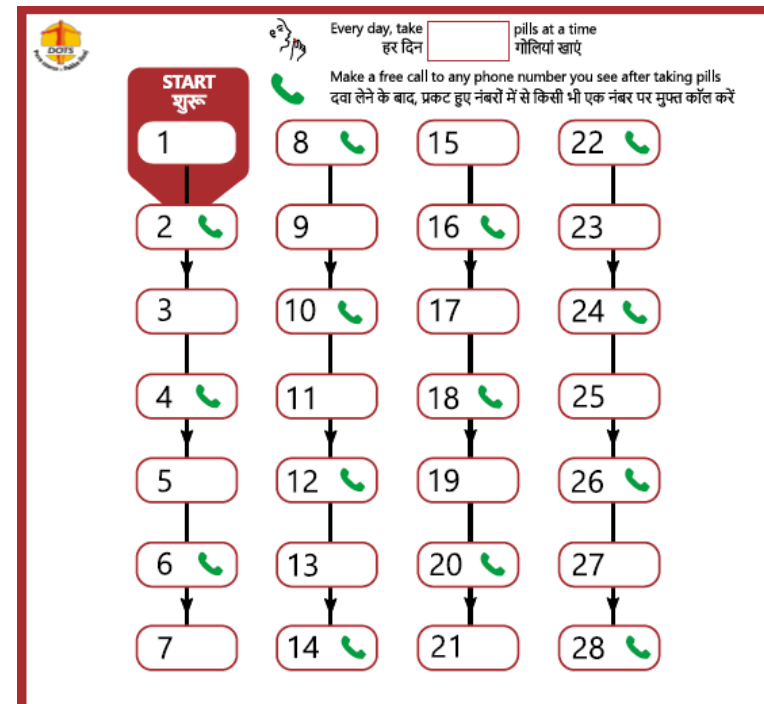 DOTS
Every day, take pills at a time
हर दिन गोलियां खाएं
START
शुरू
Make a free call to any phone number you see after taking pills
दवा लेने के बाद, प्रकट हुए नंबरों में से किसी भी एक नंबर पर मुफ्त कॉल करें
1 8 15 22
2 9 16 23
3 10 17 24
4 11 18 25
5 12 19 26
6 13 20 27
7 14 21 28